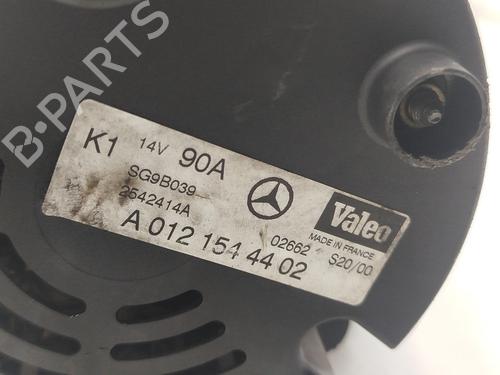 B-PARTS
K1 14V 90A
SG9B039
2542414A
A 012 154 44 02
02662 S20/00
Valeo
MADE IN FRANCE